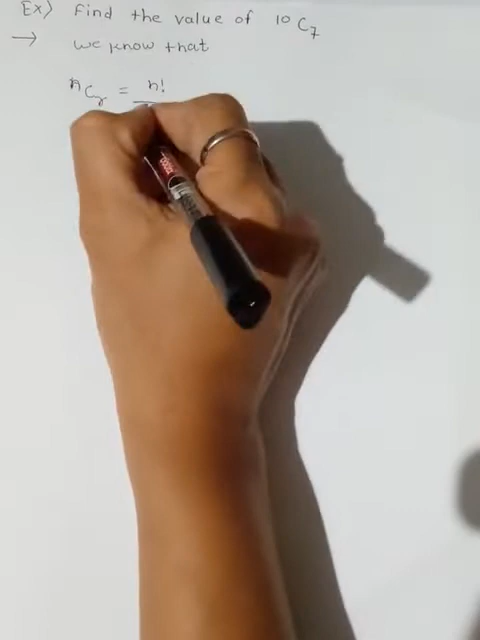 Ex) Find the value of ¹⁰C₇
→ we know that
ⁿCᵣ = n!